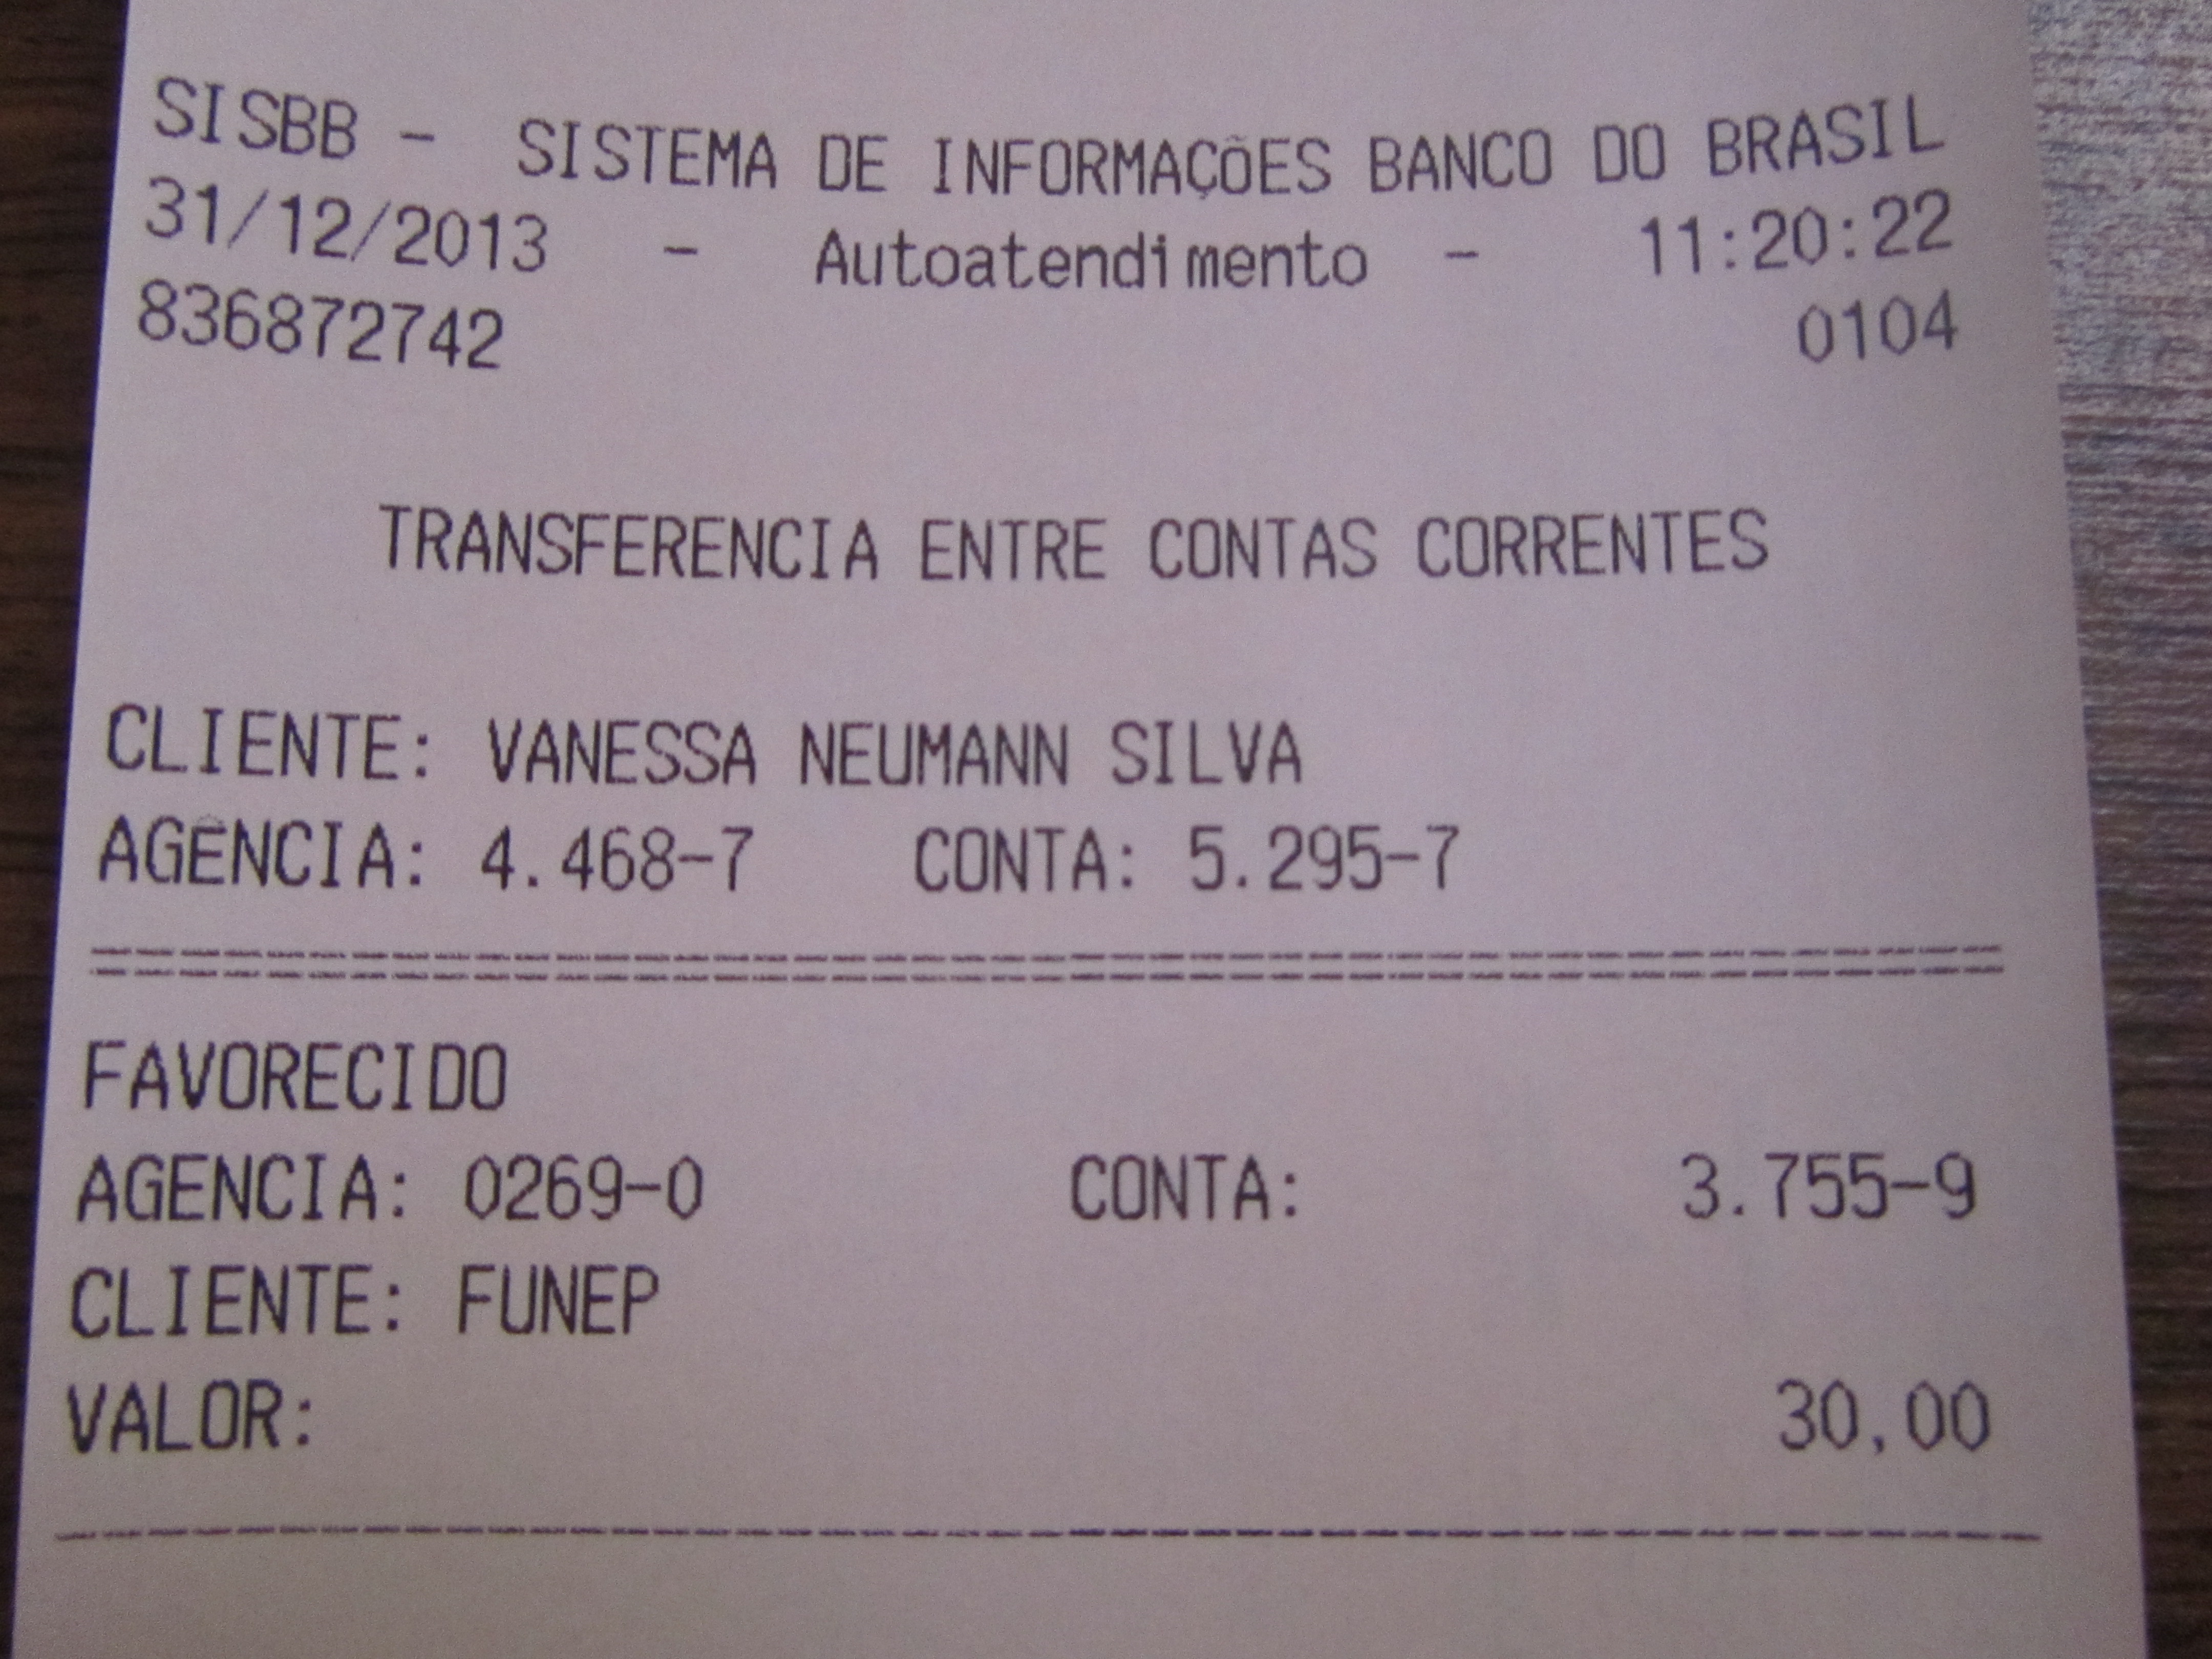 SISBB - SISTEMA DE INFORMAÇÕES BANCO DO BRASIL
31/12/2013 - Autoatendimento - 11:20:22
836872742 0104
TRANSFERENCIA ENTRE CONTAS CORRENTES
CLIENTE: VANESSA NEUMANN SILVA
AGÊNCIA: 4.468-7 CONTA: 5.295-7
FAVORECIDO
AGENCIA: 0269-0 CONTA: 3.755-9
CLIENTE: FUNEP
VALOR: 30,00